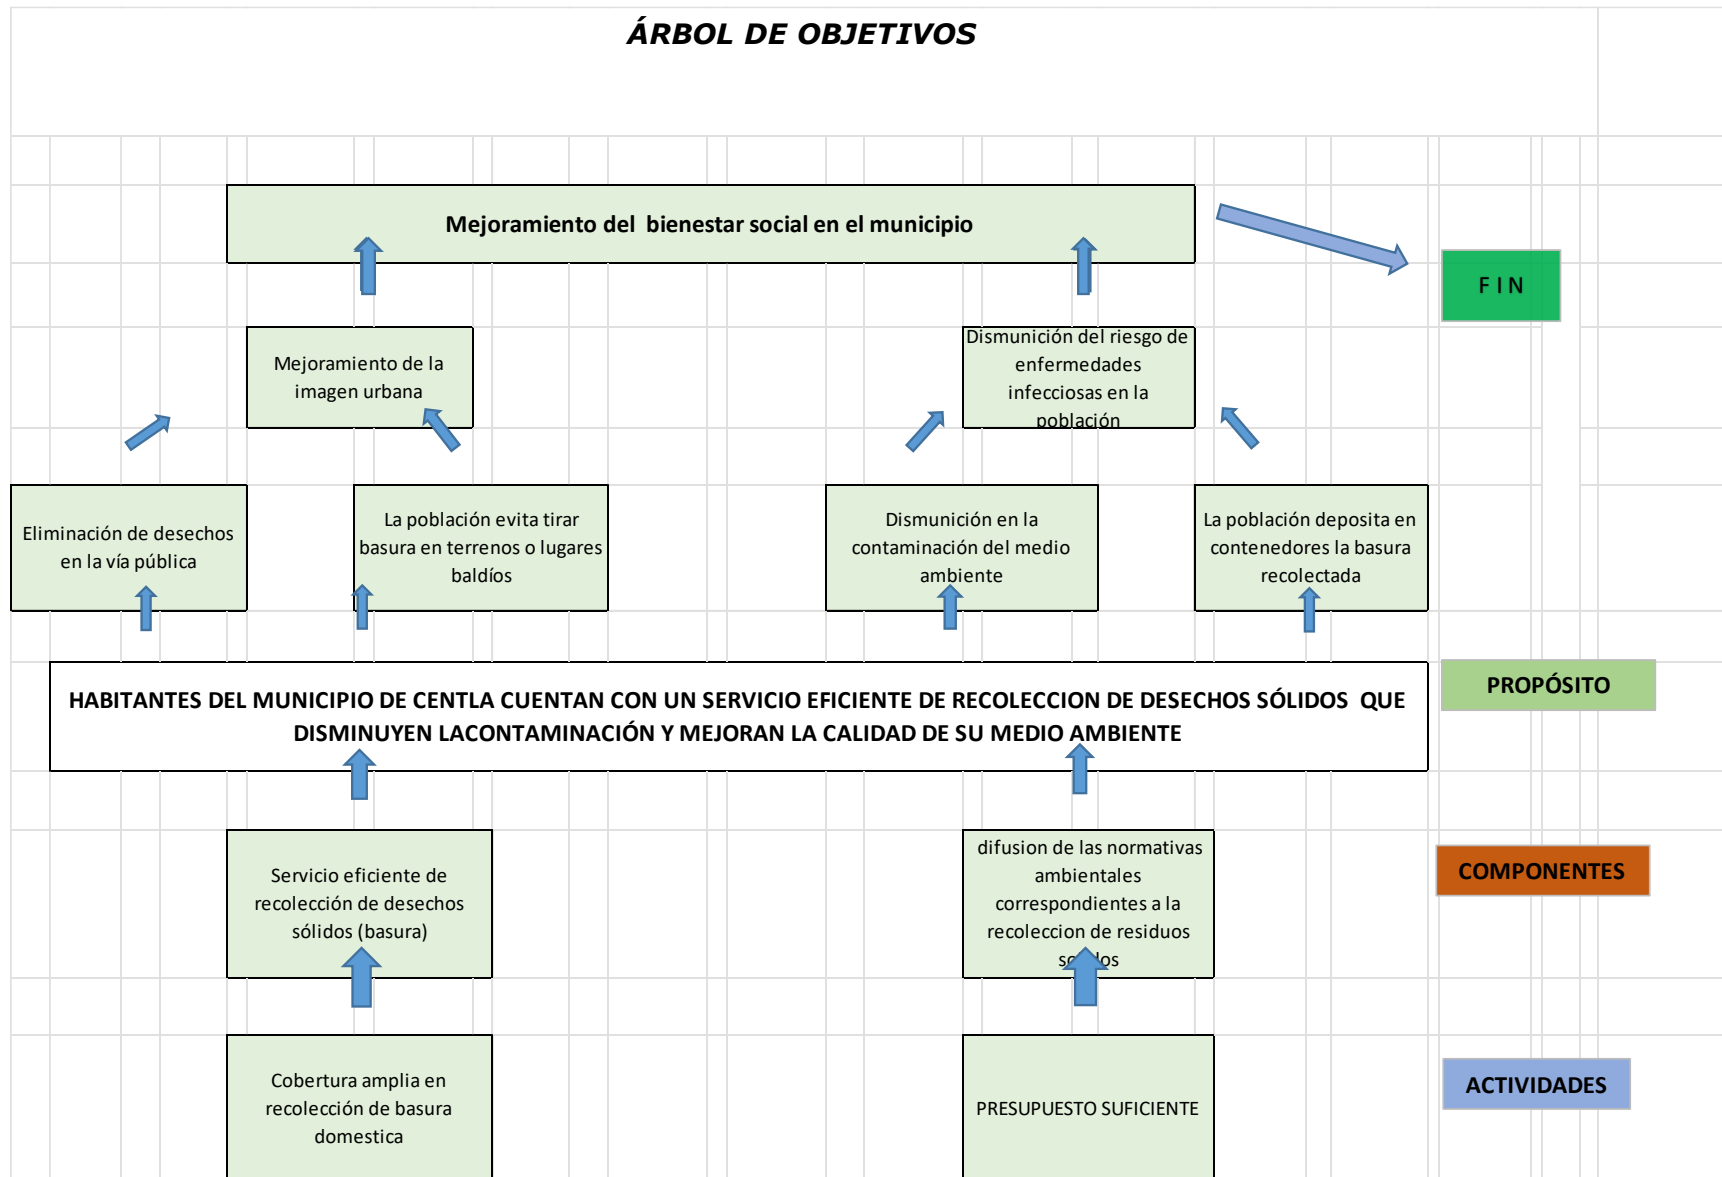 ÁRBOL DE OBJETIVOS
Mejoramiento del  bienestar social en el municipio
F I N
Mejoramiento de la
imagen urbana
Dismunición del riesgo de
enfermedades
infecciosas en la
población
Eliminación de desechos
en la vía pública
La población evita tirar
basura en terrenos o lugares
baldíos
Dismunición en la
contaminación del medio
ambiente
La población deposita en
contenedores la basura
recolectada
HABITANTES DEL MUNICIPIO DE CENTLA CUENTAN CON UN SERVICIO EFICIENTE DE RECOLECCION DE DESECHOS SÓLIDOS  QUE
DISMINUYEN LACONTAMINACIÓN Y MEJORAN LA CALIDAD DE SU MEDIO AMBIENTE
PROPÓSITO
Servicio eficiente de
recolección de desechos
sólidos (basura)
difusion de las normativas
ambientales
correspondientes a la
recoleccion de residuos
solidos
COMPONENTES
Cobertura amplia en
recolección de basura
domestica
PRESUPUESTO SUFICIENTE
ACTIVIDADES